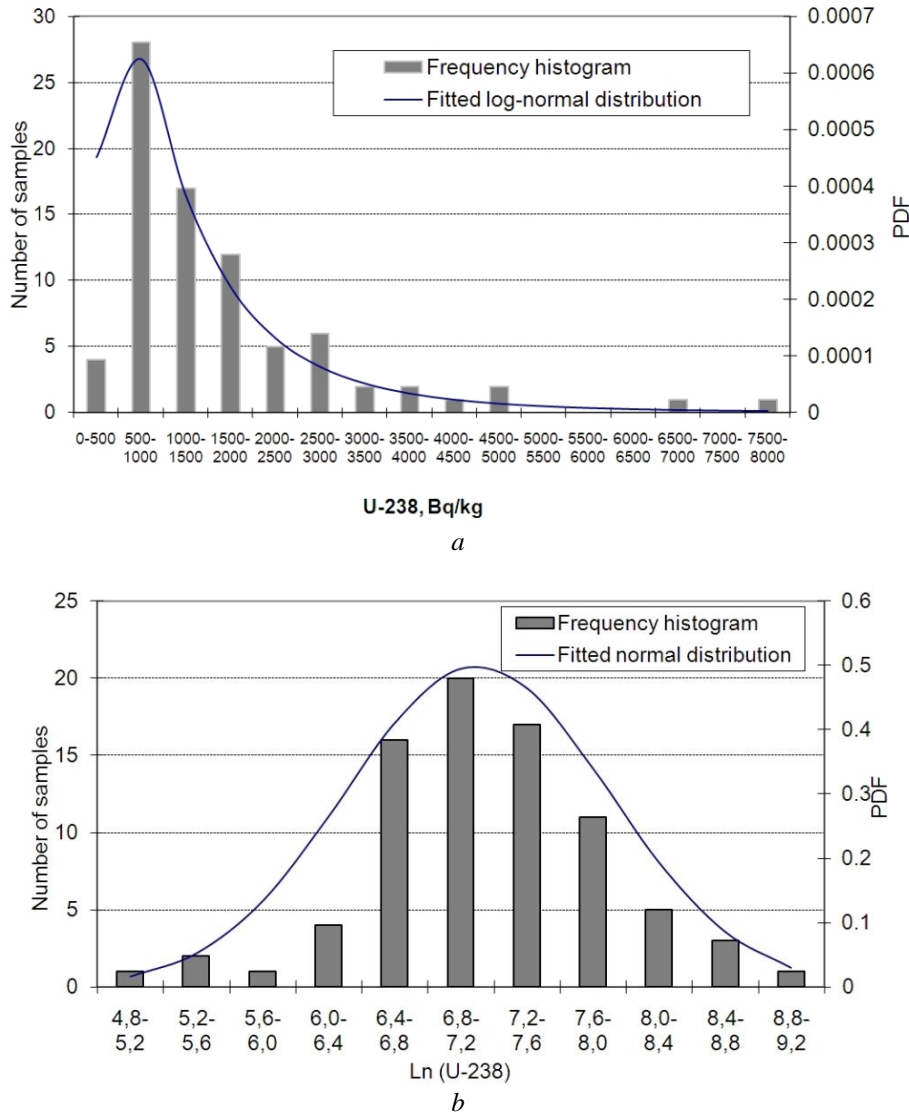 30
25
20
15
10
5
0
Number of samples
0.0007
0.0006
0.0005
0.0004
0.0003
0.0002
0.0001
0
PDF
Frequency histogram
Fitted log-normal distribution
0-500 500- 1000- 1500- 2000- 2500- 3000- 3500- 4000- 4500- 5000- 5500- 6000- 6500- 7000- 7500-
1000 1500 2000 2500 3000 3500 4000 4500 5000 5500 6000 6500 7000 7500 8000
U-238, Bq/kg
a
25
20
15
10
5
0
Number of samples
0.6
0.5
0.4
0.3
0.2
0.1
0
PDF
Frequency histogram
Fitted normal distribution
4,8- 5,2- 5,6- 6,0- 6,4- 6,8- 7,2- 7,6- 8,0- 8,4- 8,8-
5,2 5,6 6,0 6,4 6,8 7,2 7,6 8,0 8,4 8,8 9,2
Ln (U-238)
b